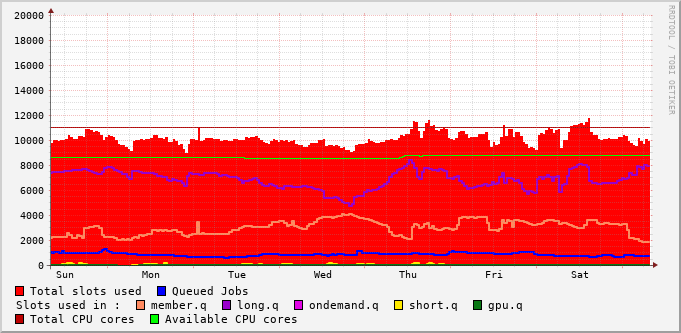 20000
18000
16000
14000
12000
10000
8000
6000
4000
2000
0
Sun Mon Tue Wed Thu Fri Sat
RRDTOOL / TOBI OETIKER
Total slots used Queued Jobs
Slots used in : member.q long.q ondemand.q short.q gpu.q
Total CPU cores Available CPU cores